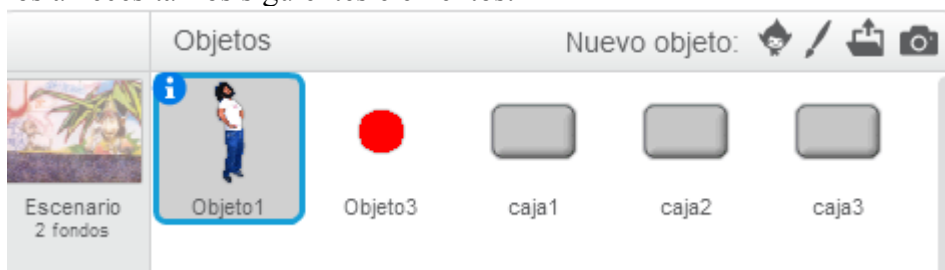 Objetos
Nuevo objeto:
Escenario
2 fondos
Objeto1
Objeto3
caja1
caja2
caja3